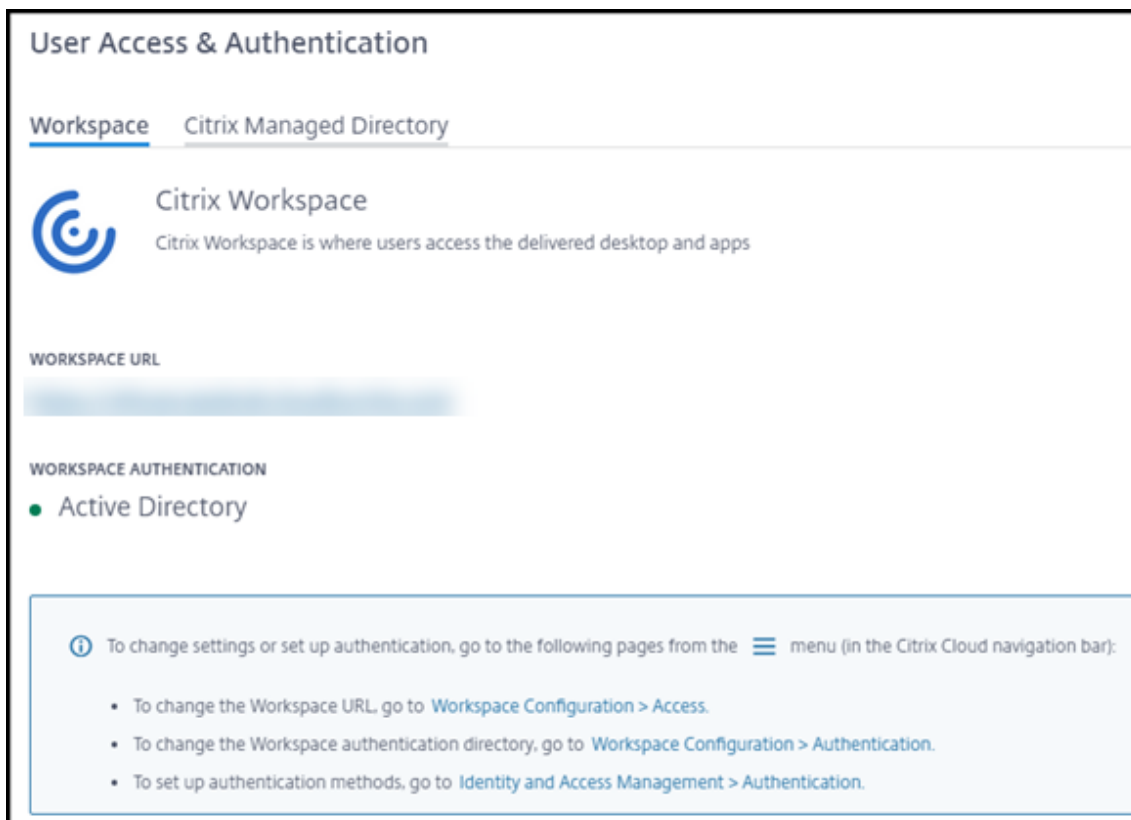 User Access & Authentication
Workspace Citrix Managed Directory
Citrix Workspace
Citrix Workspace is where users access the delivered desktop and apps
WORKSPACE URL
WORKSPACE AUTHENTICATION
Active Directory
To change settings or set up authentication, go to the following pages from the menu (in the Citrix Cloud navigation bar):
• To change the Workspace URL, go to Workspace Configuration > Access.
• To change the Workspace authentication directory, go to Workspace Configuration > Authentication.
• To set up authentication methods, go to Identity and Access Management > Authentication.